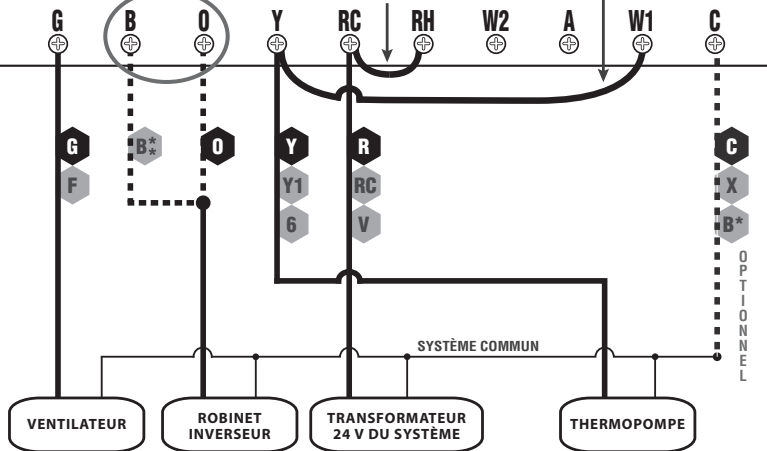 G B O Y RC RH W2 A W1 C
G B** O Y R C
F Y1 RC X
6 V B*
OPTIONNEL
SYSTÈME COMMUN
VENTILATEUR
ROBINET
INVERSEUR
TRANSFORMATEUR
24 V DU SYSTÈME
THERMOPOMPE